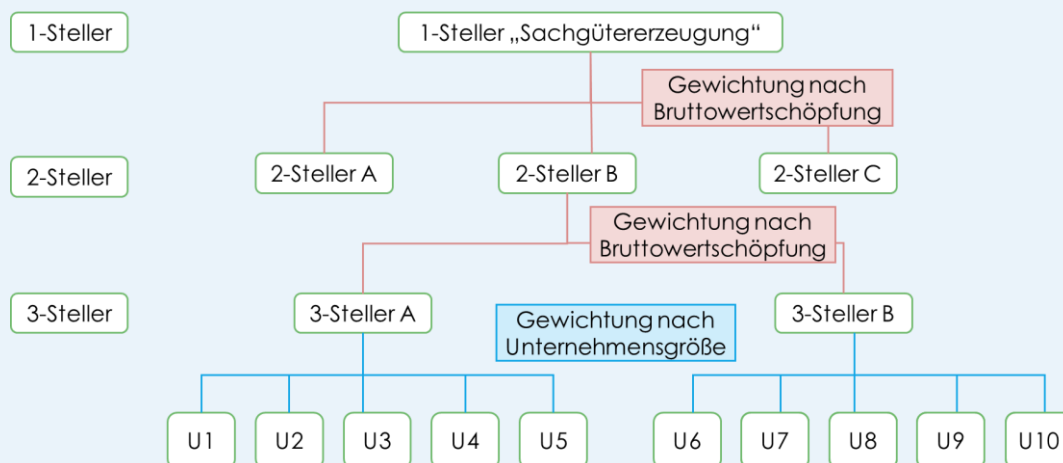 1-Steller
1-Steller „Sachgütererzeugung“
Gewichtung nach
Bruttowertschöpfung
2-Steller
2-Steller A
2-Steller B
2-Steller C
Gewichtung nach
Bruttowertschöpfung
3-Steller
3-Steller A
Gewichtung nach
Unternehmensgröße
3-Steller B
U1
U2
U3
U4
U5
U6
U7
U8
U9
U10